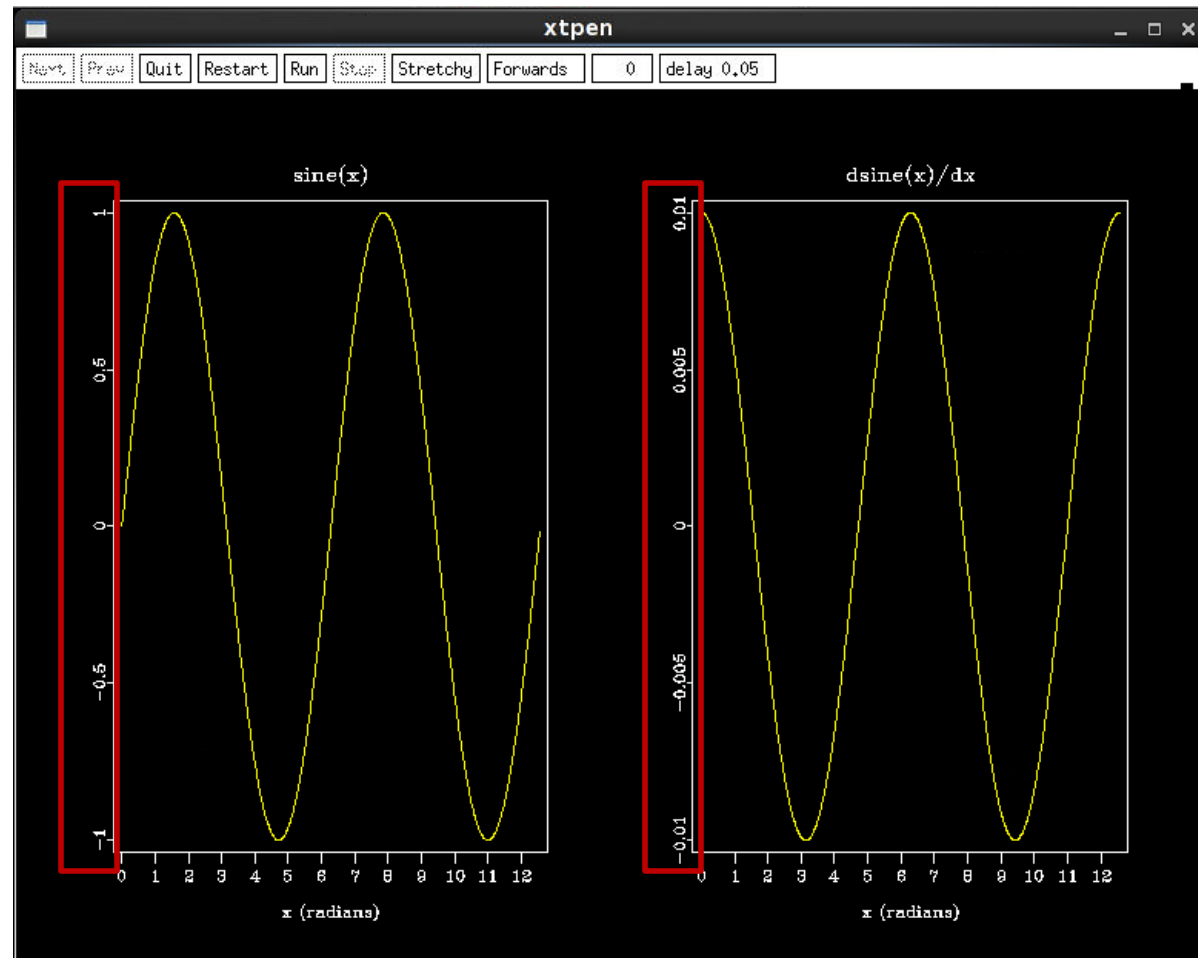 xtpen
Next Prev Quit Restart Run Stop Stretchy Forwards 0 delay 0.05
sine(x)
1
0.5
0
-0.5
-1
0 1 2 3 4 5 6 7 8 9 10 11 12
x (radians)
dsine(x)/dx
0.01
0.005
0
-0.005
-0.01
0 1 2 3 4 5 6 7 8 9 10 11 12
x (radians)